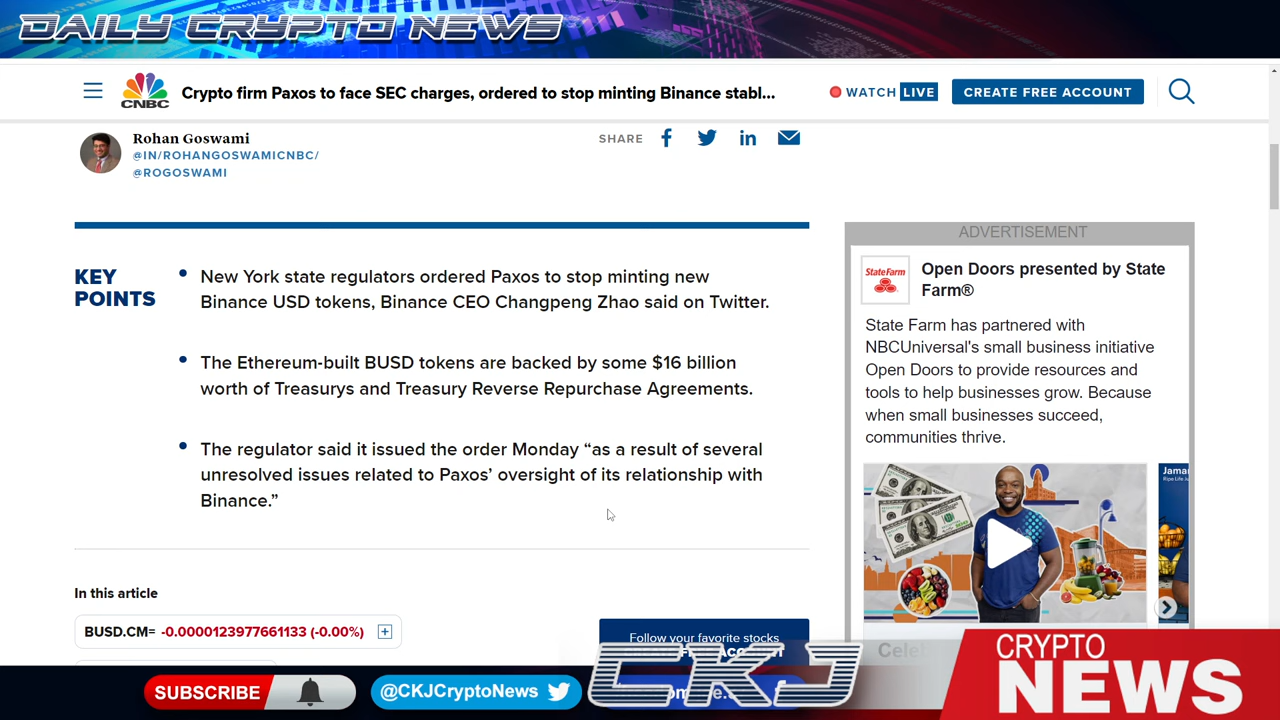 DAILY CRYPTO NEWS
CNBC
Crypto firm Paxos to face SEC charges, ordered to stop minting Binance stabl...
WATCH LIVE
CREATE FREE ACCOUNT
Rohan Goswami
@IN/ROHANGOSWAMICNBC/
@ROGOSWAMI
SHARE
KEY
POINTS
New York state regulators ordered Paxos to stop minting new
Binance USD tokens, Binance CEO Changpeng Zhao said on Twitter.
The Ethereum-built BUSD tokens are backed by some $16 billion
worth of Treasurys and Treasury Reverse Repurchase Agreements.
The regulator said it issued the order Monday “as a result of several
unresolved issues related to Paxos’ oversight of its relationship with
Binance.”
In this article
BUSD.CM= -0.0000123977661133 (-0.00%)
Follow your favorite stocks
ADVERTISEMENT
StateFarm
Open Doors presented by State
Farm®
State Farm has partnered with
NBCUniversal's small business initiative
Open Doors to provide resources and
tools to help businesses grow. Because
when small businesses succeed,
communities thrive.
Jamai
Celeb
SUBSCRIBE
@CKJCryptoNews
CKJ
CRYPTO
NEWS